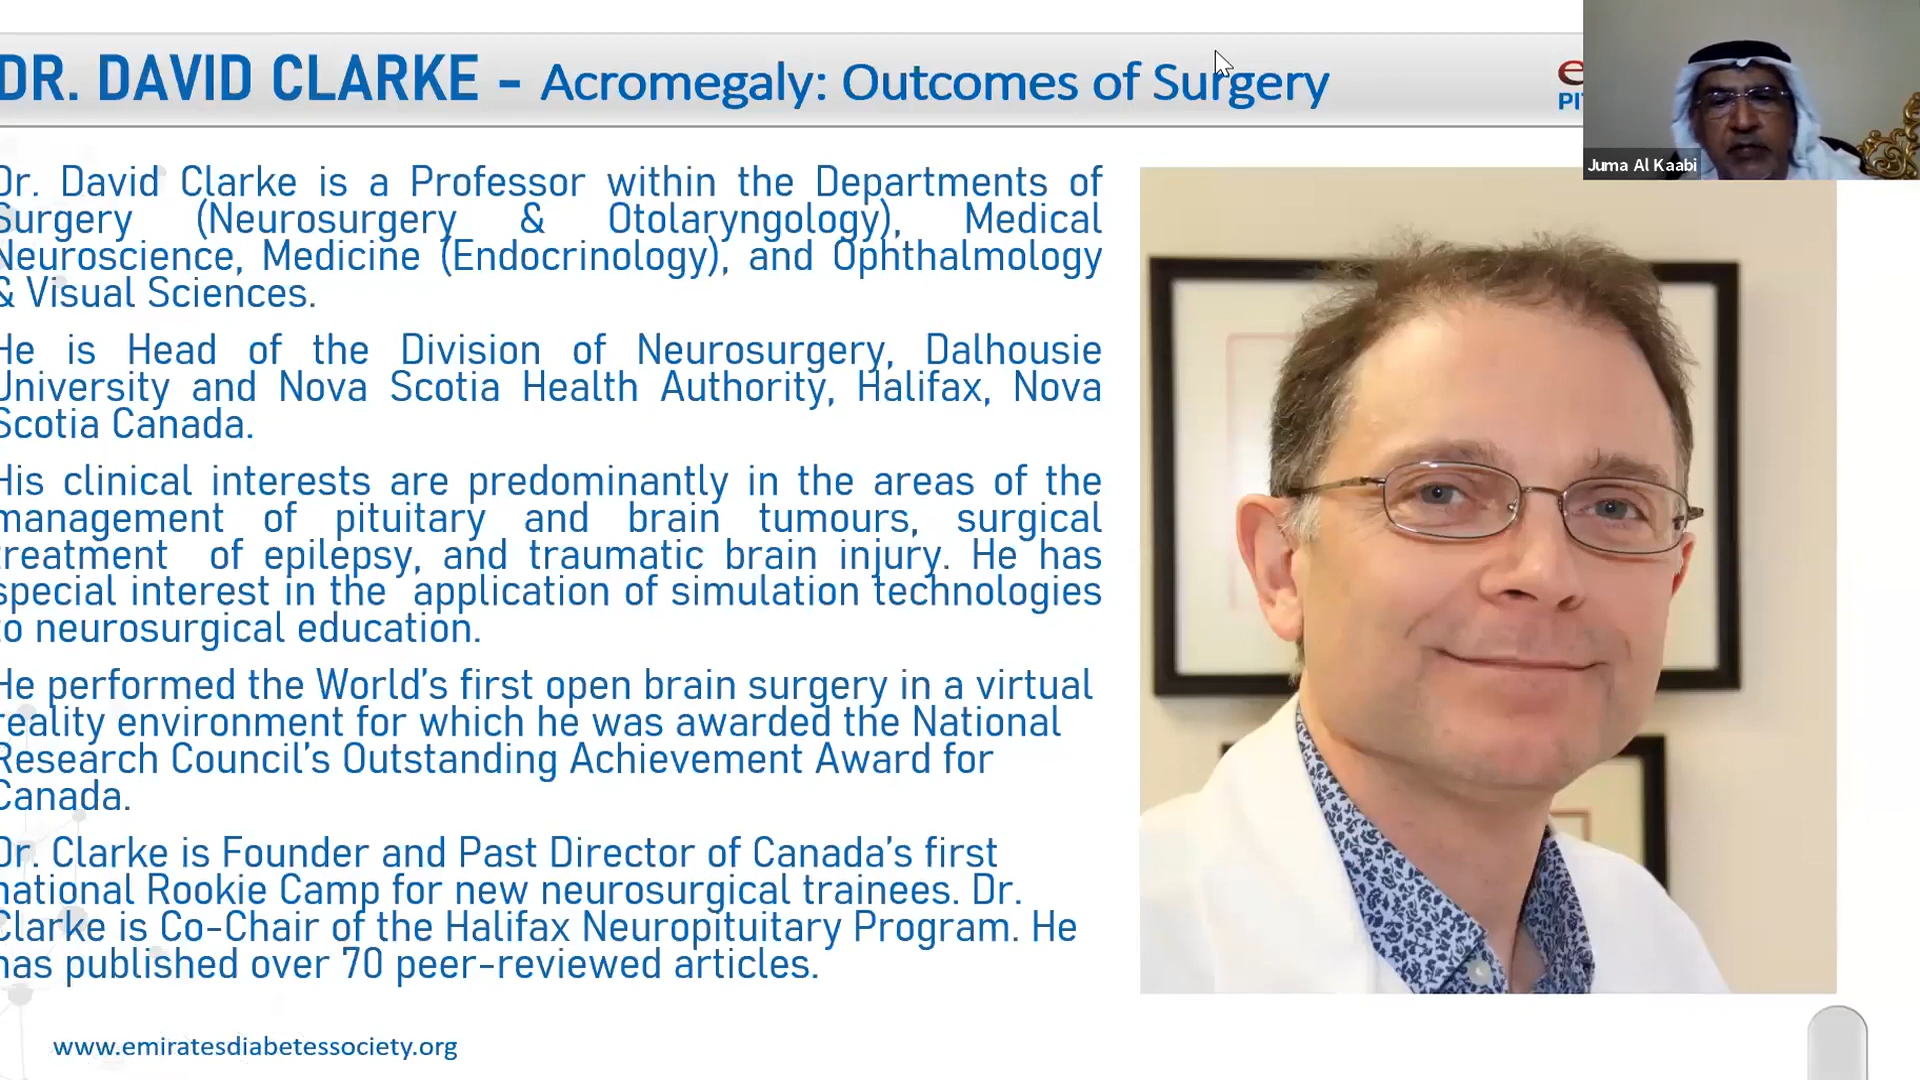 DR. DAVID CLARKE - Acromegaly: Outcomes of Surgery
Juma Al Kaabi
Dr. David Clarke is a Professor within the Departments of
Surgery (Neurosurgery & Otolaryngology), Medical
Neuroscience, Medicine (Endocrinology), and Ophthalmology
& Visual Sciences.
He is Head of the Division of Neurosurgery, Dalhousie
University and Nova Scotia Health Authority, Halifax, Nova
Scotia Canada.
His clinical interests are predominantly in the areas of the
management of pituitary and brain tumours, surgical
treatment of epilepsy, and traumatic brain injury. He has
special interest in the application of simulation technologies
to neurosurgical education.
He performed the World's first open brain surgery in a virtual
reality environment for which he was awarded the National
Research Council's Outstanding Achievement Award for
Canada.
Dr. Clarke is Founder and Past Director of Canada's first
national Rookie Camp for new neurosurgical trainees. Dr.
Clarke is Co-Chair of the Halifax Neuropituitary Program. He
has published over 70 peer-reviewed articles.
www.emiratesdiabetessociety.org